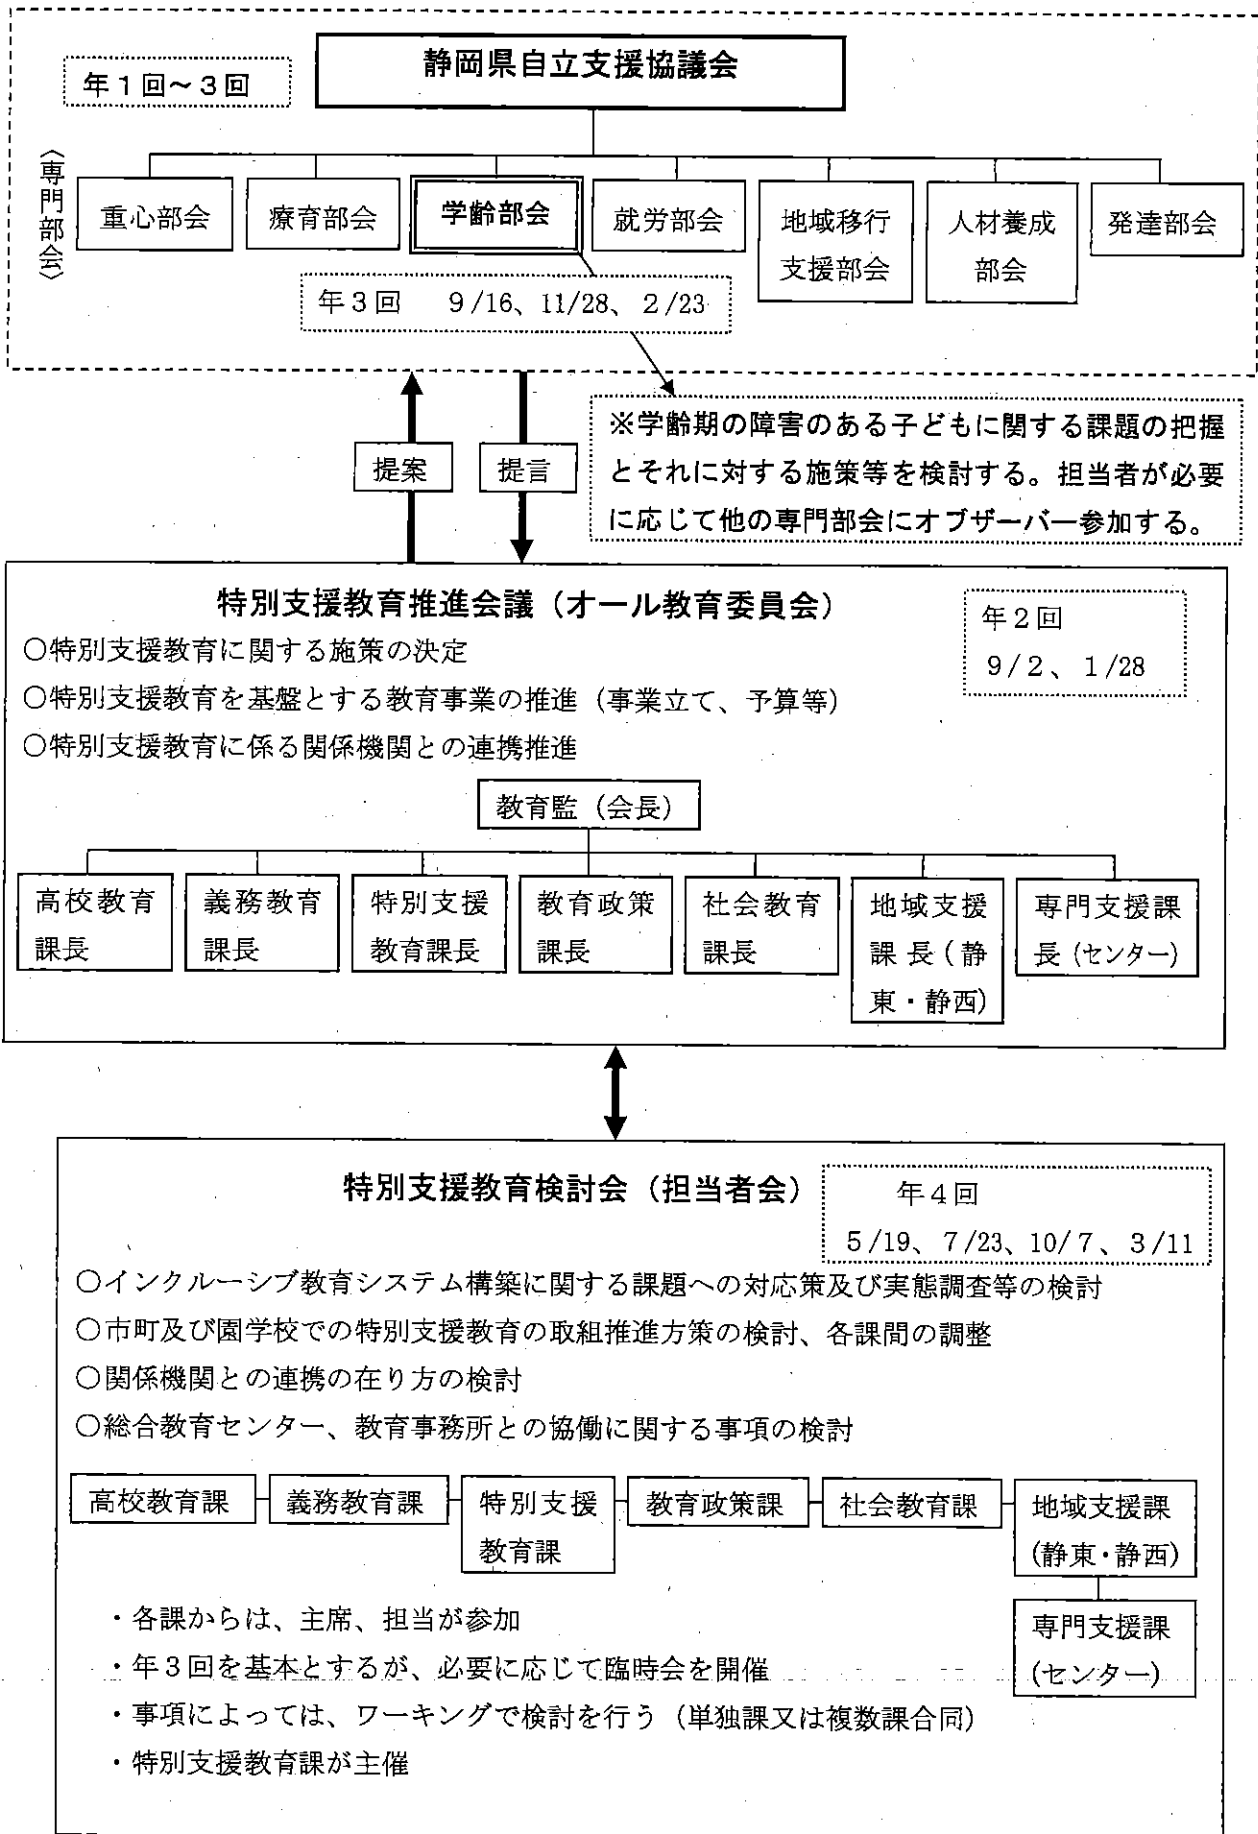 静岡県自立支援協議会
年１回～３回
〈専門部会〉
重心部会
療育部会
学齢部会
就労部会
地域移行
支援部会
人材養成
部会
発達部会
年３回　９/16、11/28、２/23
提案
提言
※学齢期の障害のある子どもに関する課題の把握
とそれに対する施策等を検討する。担当者が必要
に応じて他の専門部会にオブザーバー参加する。
特別支援教育推進会議（オール教育委員会）
年２回
９/２、１/28
○特別支援教育に関する施策の決定
○特別支援教育を基盤とする教育事業の推進（事業立て、予算等）
○特別支援教育に係る関係機関との連携推進
教育監（会長）
高校教育
課長
義務教育
課長
特別支援
教育課長
教育政策
課長
社会教育
課長
地域支援
課長（静
東・静西）
専門支援課
長（センター）
特別支援教育検討会（担当者会）
年４回
５/19、７/23、10/７、３/11
○インクルーシブ教育システム構築に関する課題への対応策及び実態調査等の検討
○市町及び園学校での特別支援教育の取組推進方策の検討、各課間の調整
○関係機関との連携の在り方の検討
○総合教育センター、教育事務所との協働に関する事項の検討
高校教育課
義務教育課
特別支援
教育課
教育政策課
社会教育課
地域支援課
（静東・静西）
専門支援課
（センター）
・各課からは、主席、担当が参加
・年３回を基本とするが、必要に応じて臨時会を開催
・事項によっては、ワーキングで検討を行う（単独課又は複数課合同）
・特別支援教育課が主催